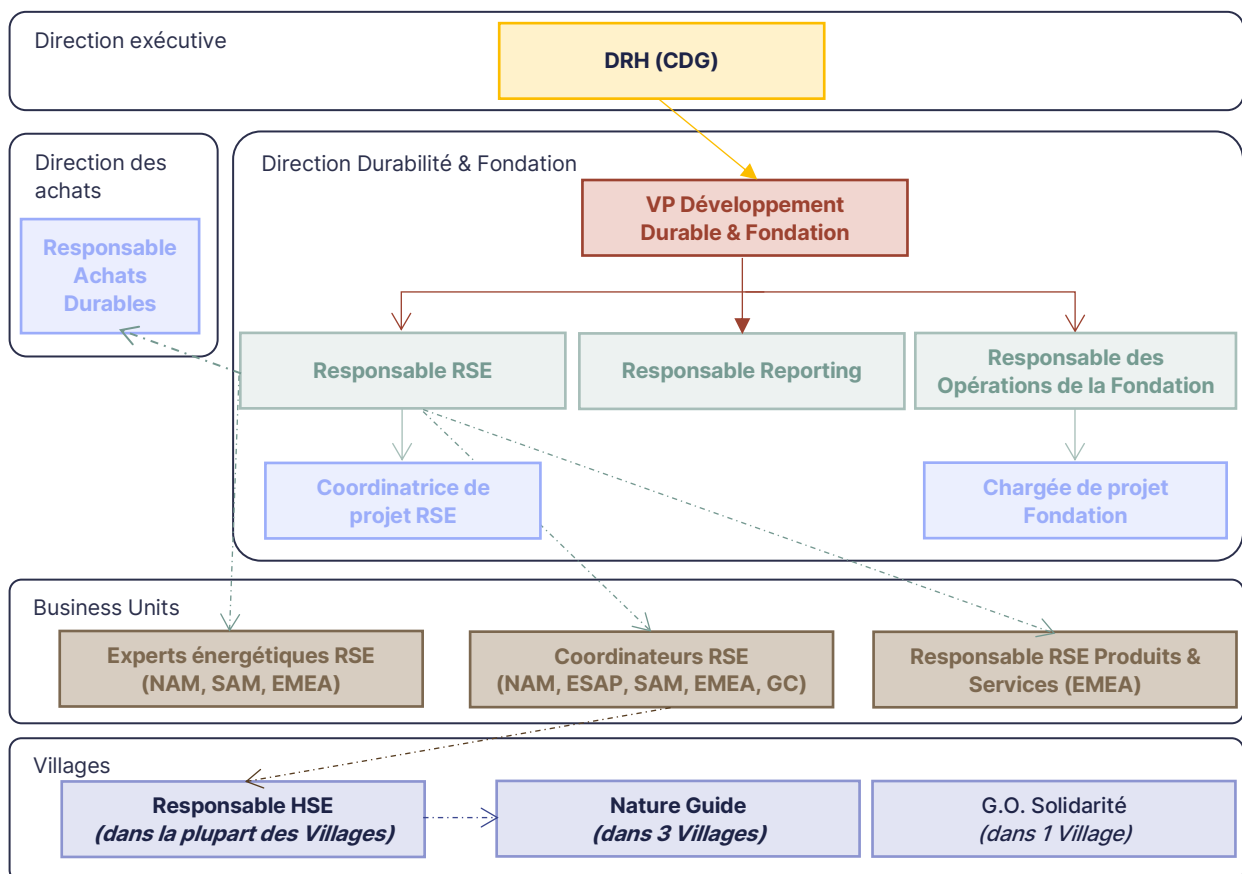 Direction exécutive
DRH (CDG)
Direction des
achats
Responsable
Achats
Durables
Direction Durabilité & Fondation
VP Développement
Durable & Fondation
Responsable RSE
Responsable Reporting
Responsable des
Opérations de la Fondation
Coordinatrice de
projet RSE
Chargée de projet
Fondation
Business Units
Experts énergétiques RSE
(NAM, SAM, EMEA)
Coordinateurs RSE
(NAM, ESAP, SAM, EMEA, GC)
Responsable RSE Produits &
Services (EMEA)
Villages
Responsable HSE
(dans la plupart des Villages)
Nature Guide
(dans 3 Villages)
G.O. Solidarité
(dans 1 Village)